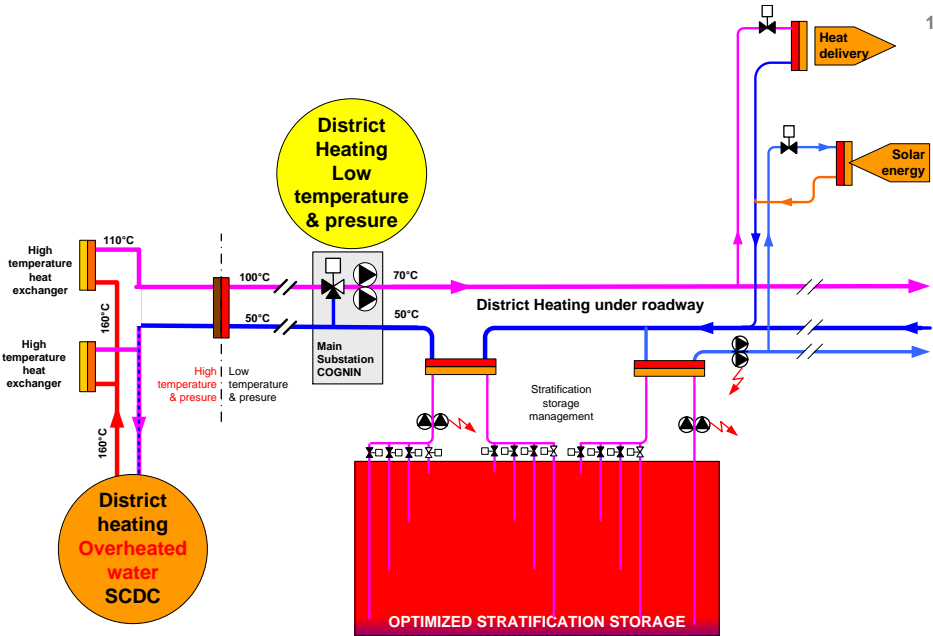 1
Heat
delivery
Solar
energy
District
Heating
Low
temperature
& presure
110°C
High
temperature
heat
exchanger
100°C
70°C
160°C
District Heating under roadway
50°C
50°C
High
temperature
heat
exchanger
Main
Substation
COGNIN
High
temperature
& presure
Low
temperature
& presure
Stratification
storage
management
160°C
District
heating
Overheated
water
SCDC
OPTIMIZED STRATIFICATION STORAGE